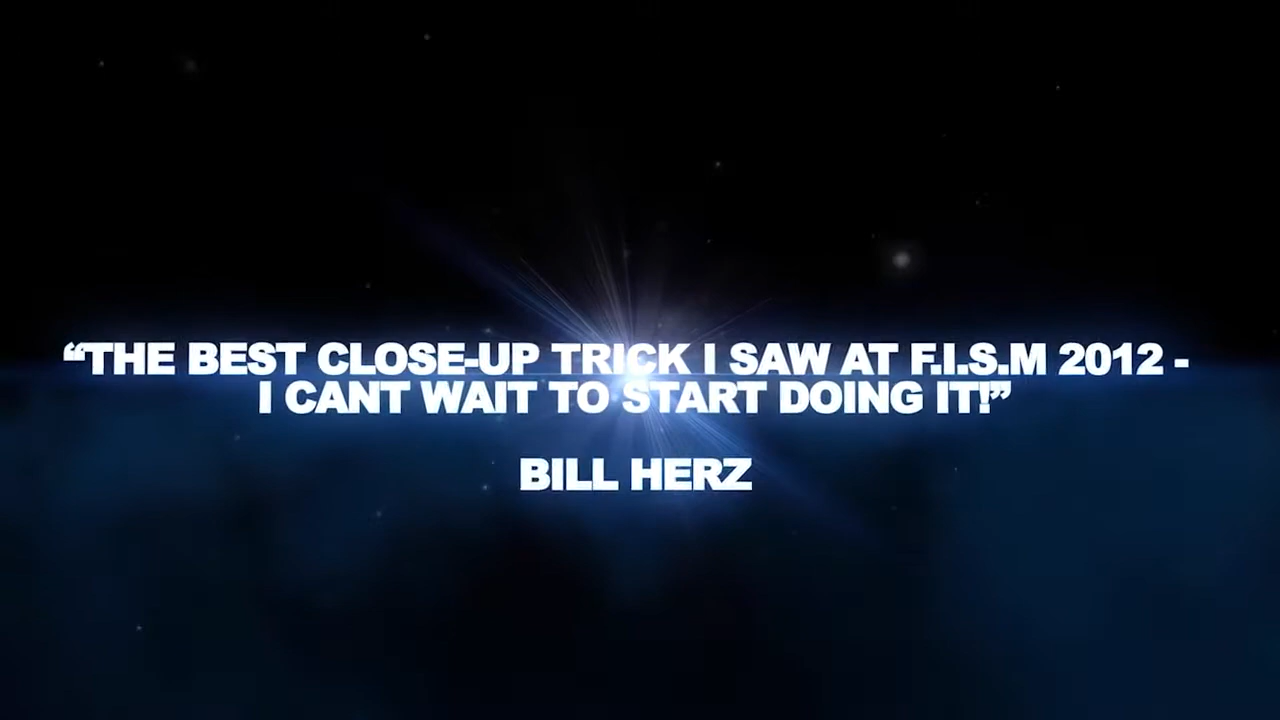 “THE BEST CLOSE-UP TRICK I SAW AT F.I.S.M 2012 -
I CANT WAIT TO START DOING IT!”
BILL HERZ